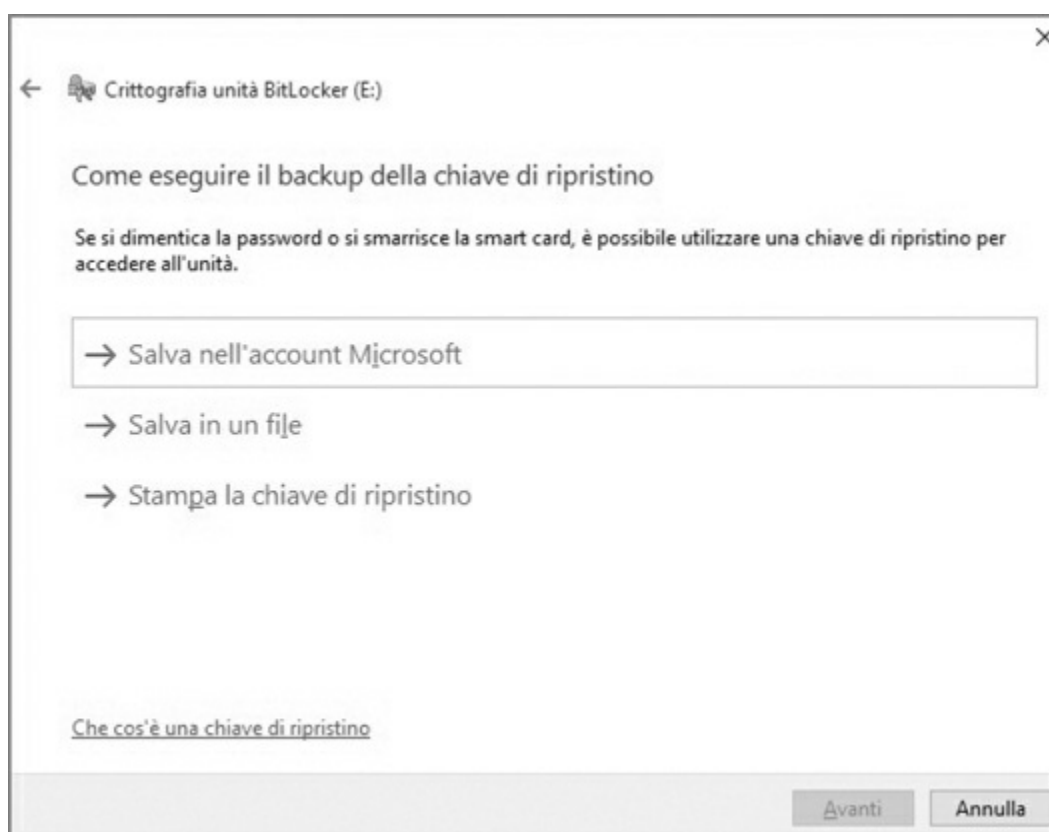 Crittografia unità BitLocker (E:)
Come eseguire il backup della chiave di ripristino
Se si dimentica la password o si smarrisce la smart card, è possibile utilizzare una chiave di ripristino per
accedere all'unità.
Salva nell'account Microsoft
Salva in un file
Stampa la chiave di ripristino
Che cos'è una chiave di ripristino
Avanti
Annulla